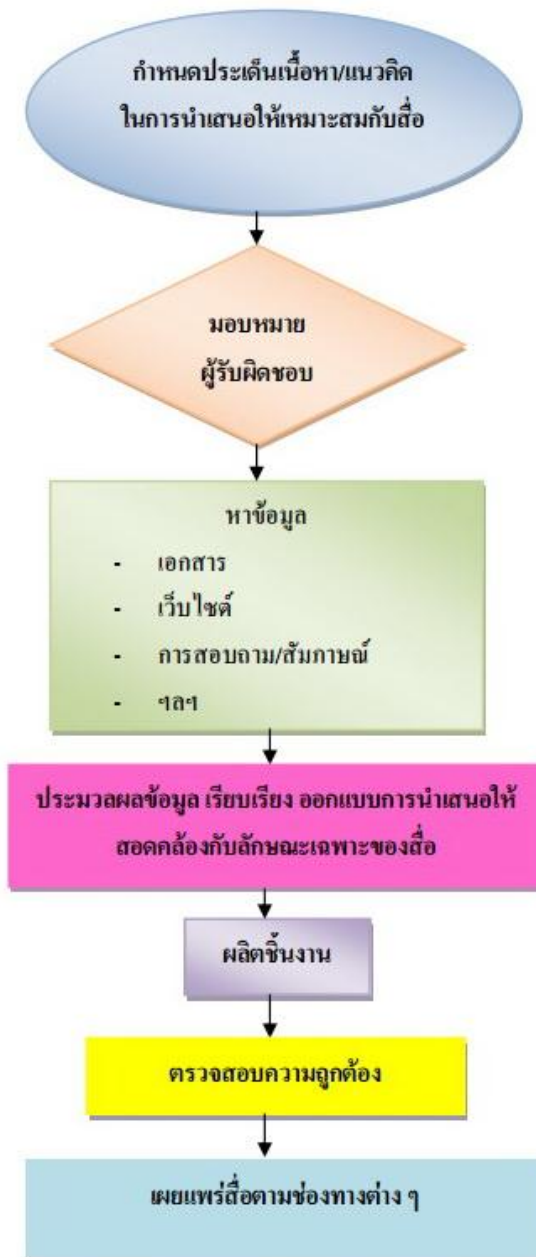 กำหนดประเด็นเนื้อหา/แนวคิด
ในการนำเสนอให้เหมาะสมกับสื่อ
มอบหมาย
ผู้รับผิดชอบ
หาข้อมูล
- เอกสาร
- เว็บไซต์
- การสอบถาม/สัมภาษณ์
- ฯลฯ
ประมวลผลข้อมูล เรียบเรียง ออกแบบการนำเสนอให้
สอดคล้องกับลักษณะเฉพาะของสื่อ
ผลิตชิ้นงาน
ตรวจสอบความถูกต้อง
เผยแพร่สื่อตามช่องทางต่าง ๆ